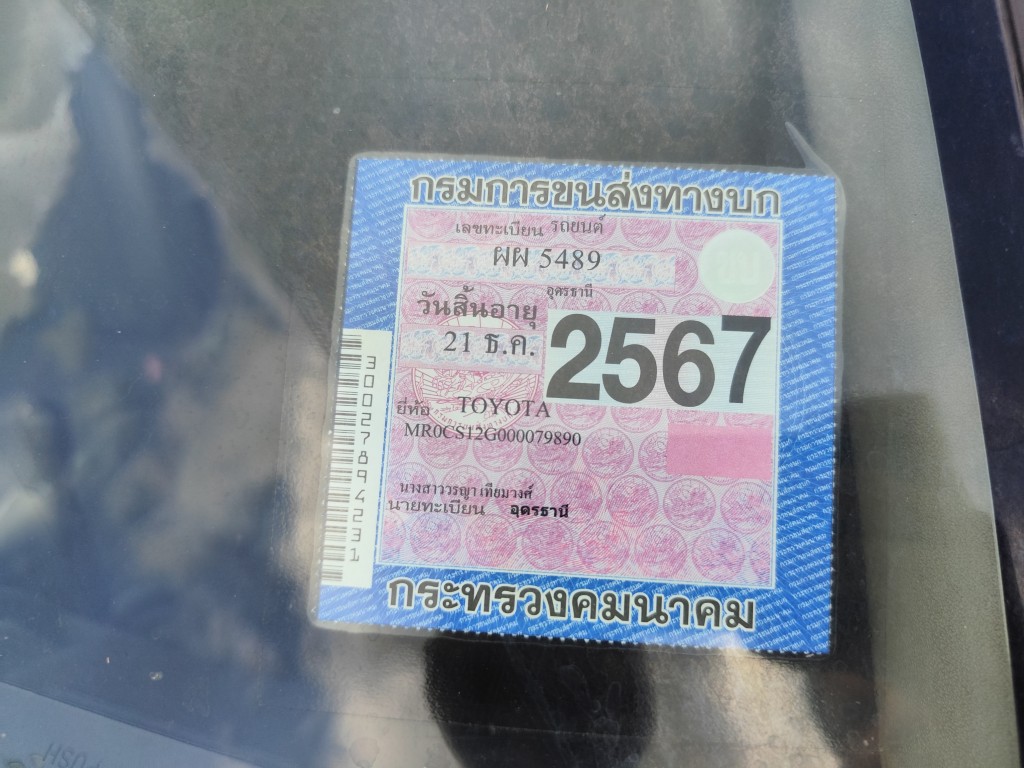 กรมการขนส่งทางบก
เลขทะเบียน รถยนต์
ผผ 5489
อุดรธานี
วันสิ้นอายุ
21 ธ.ค. 2567
ยี่ห้อ TOYOTA
MR0CS12G000079890
นางสาววรญา เทียมวงศ์
นายทะเบียน อุดรธานี
กระทรวงคมนาคม
3002789 4231